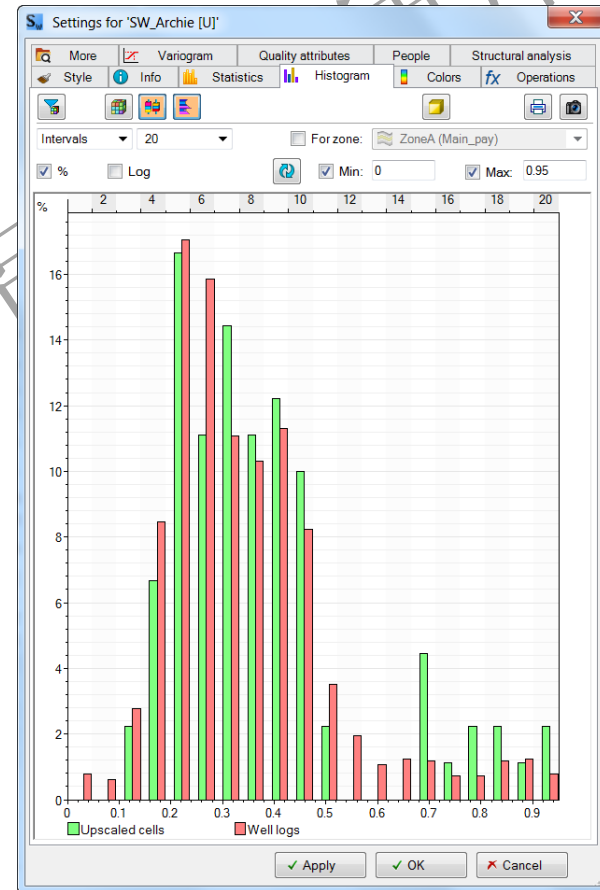 Settings for 'SW_Archie [U]'
More Variogram Quality attributes People Structural analysis
Style Info Statistics Histogram Colors fx Operations
Intervals 20 For zone: ZoneA (Main_pay)
% Log Min: 0 Max: 0.95
% 2 4 6 8 10 12 14 16 18 20
16
14
12
10
8
6
4
2
0
0 0.1 0.2 0.3 0.4 0.5 0.6 0.7 0.8 0.9
Upscaled cells Well logs
Apply OK Cancel